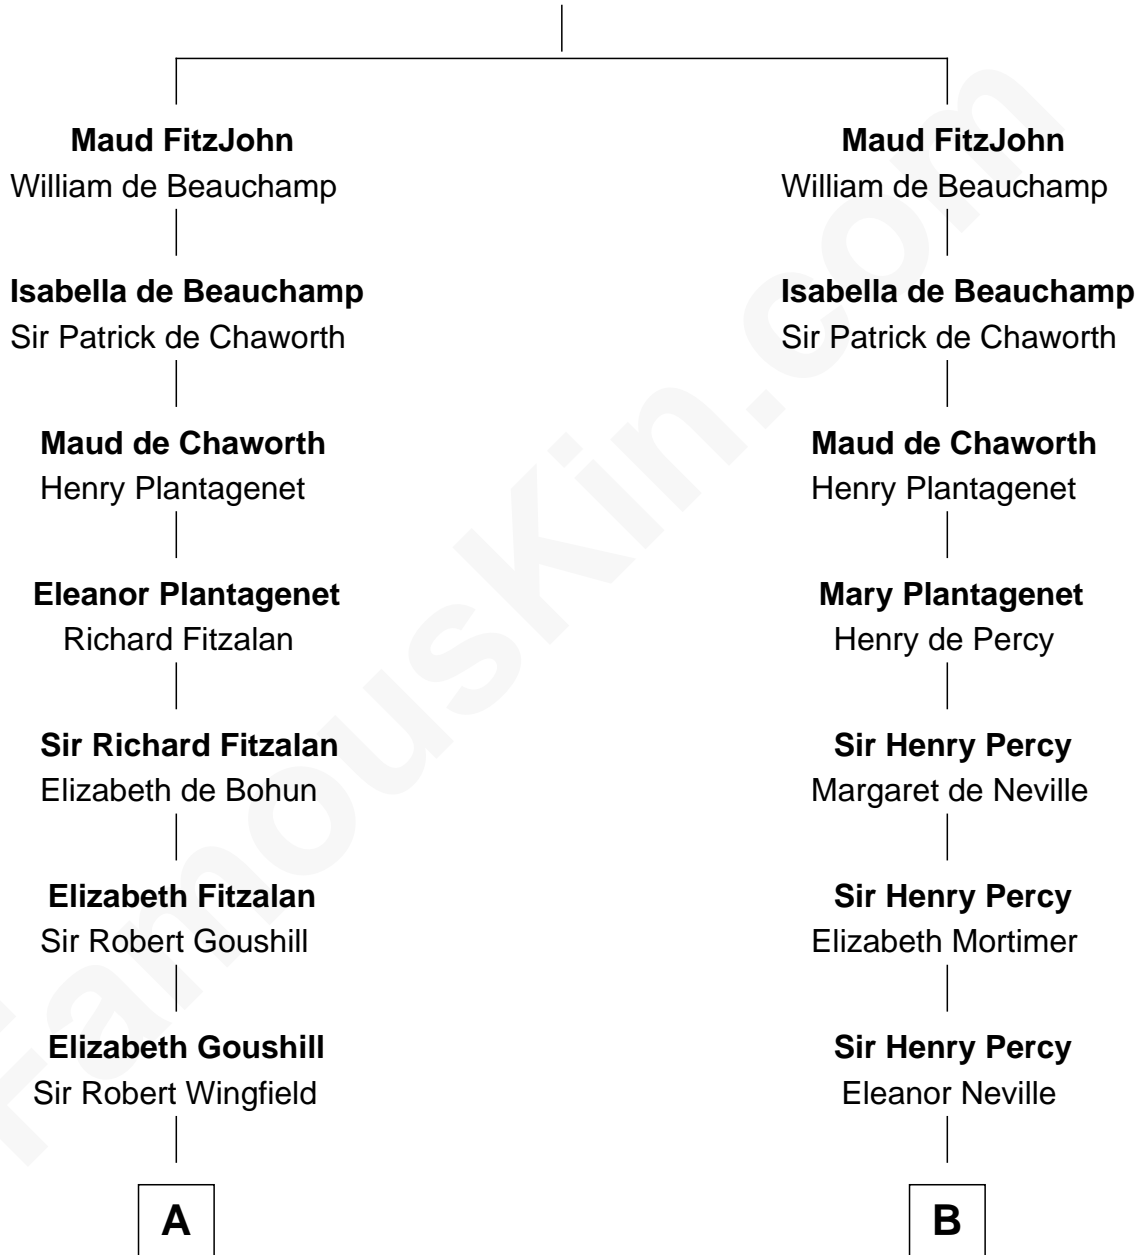 Maud FitzJohn
William de Beauchamp
Isabella de Beauchamp
Sir Patrick de Chaworth
Maud de Chaworth
Henry Plantagenet
Eleanor Plantagenet
Richard Fitzalan
Sir Richard Fitzalan
Elizabeth de Bohun
Elizabeth Fitzalan
Sir Robert Goushill
Elizabeth Goushill
Sir Robert Wingfield
A
Maud FitzJohn
William de Beauchamp
Isabella de Beauchamp
Sir Patrick de Chaworth
Maud de Chaworth
Henry Plantagenet
Mary Plantagenet
Henry de Percy
Sir Henry Percy
Margaret de Neville
Sir Henry Percy
Elizabeth Mortimer
Sir Henry Percy
Eleanor Neville
B
FamousKin.com